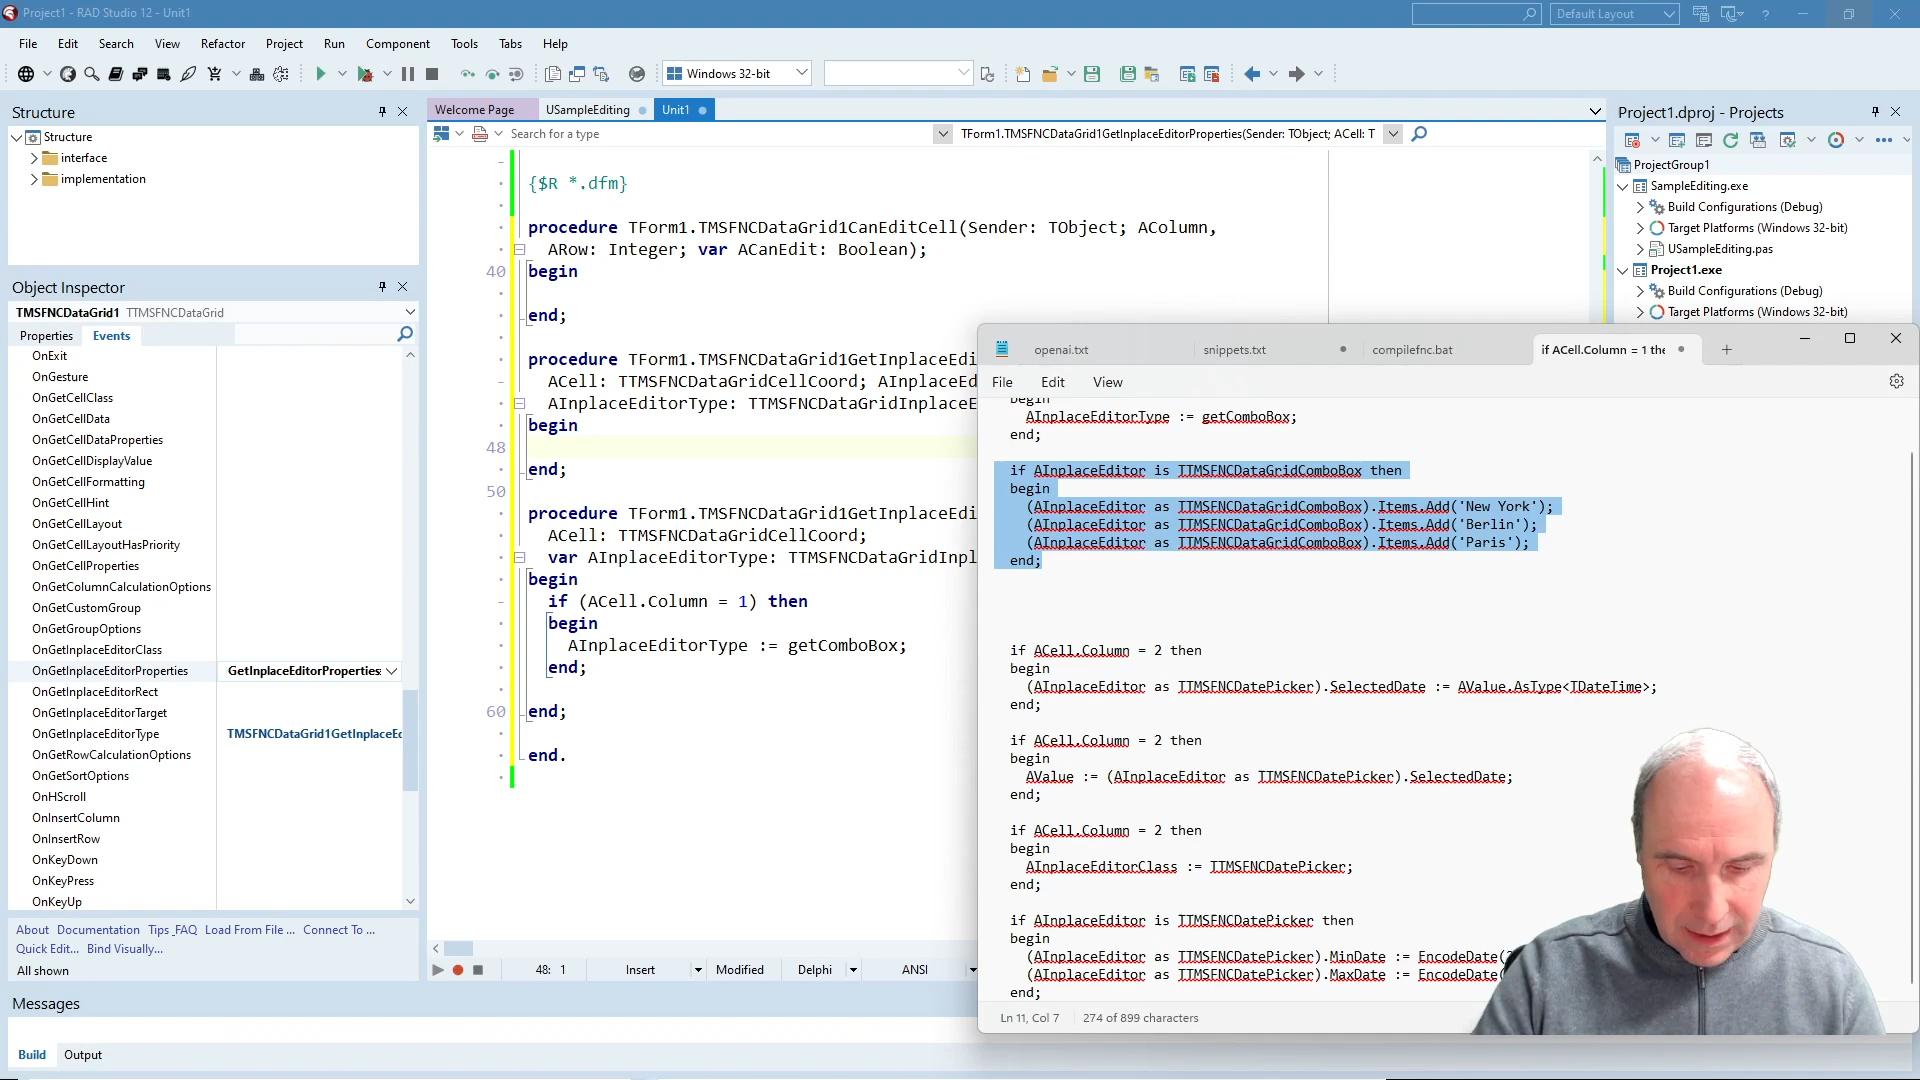 Project1 - RAD Studio 12 - Unit1
Default Layout
File Edit Search View Refactor Project Run Component Tools Tabs Help
Windows 32-bit
Structure
Structure
interface
implementation
Object Inspector
TMSFNCDataGrid1 TTMSFNCDataGrid
Properties Events
OnExit
OnGesture
OnGetCellClass
OnGetCellData
OnGetCellDataProperties
OnGetCellDisplayValue
OnGetCellFormatting
OnGetCellHint
OnGetCellLayout
OnGetCellLayoutHasPriority
OnGetCellProperties
OnGetColumnCalculationOptions
OnGetCustomGroup
OnGetGroupOptions
OnGetInplaceEditorClass
OnGetInplaceEditorProperties GetInplaceEditorProperties
OnGetInplaceEditorRect
OnGetInplaceEditorTarget
OnGetInplaceEditorType TMSFNCDataGrid1GetInplaceEc
OnGetRowCalculationOptions
OnGetSortOptions
OnHScroll
OnInsertColumn
OnInsertRow
OnKeyDown
OnKeyPress
OnKeyUp
About Documentation Tips_FAQ Load From File ... Connect To ...
Quick Edit... Bind Visually...
All shown
Messages
Build Output
Welcome Page USampleEditing Unit1
Search for a type TForm1.TMSFNCDataGrid1GetInplaceEditorProperties(Sender: TObject; ACell: T
{$R *.dfm}
procedure TForm1.TMSFNCDataGrid1CanEditCell(Sender: TObject; AColumn,
ARow: Integer; var ACanEdit: Boolean);
40 begin
end;
procedure TForm1.TMSFNCDataGrid1GetInplaceEdi
ACell: TTMSFNCDataGridCellCoord; AInplaceEd
AInplaceEditorType: TTMSFNCDataGridInplaceE
begin
48
end;
50
procedure TForm1.TMSFNCDataGrid1GetInplaceEdi
ACell: TTMSFNCDataGridCellCoord;
var AInplaceEditorType: TTMSFNCDataGridInpl
begin
if (ACell.Column = 1) then
begin
AInplaceEditorType := getComboBox;
end;
60 end;
end.
48: 1 Insert Modified Delphi ANSI
Project1.dproj - Projects
ProjectGroup1
SampleEditing.exe
Build Configurations (Debug)
Target Platforms (Windows 32-bit)
USampleEditing.pas
Project1.exe
Build Configurations (Debug)
Target Platforms (Windows 32-bit)
openai.txt snippets.txt compilefnc.bat if ACell.Column = 1 the
File Edit View
begin
AInplaceEditorType := getComboBox;
end;
if AInplaceEditor is TTMSFNCDataGridComboBox then
begin
(AInplaceEditor as TTMSFNCDataGridComboBox).Items.Add('New York');
(AInplaceEditor as TTMSFNCDataGridComboBox).Items.Add('Berlin');
(AInplaceEditor as TTMSFNCDataGridComboBox).Items.Add('Paris');
end;
if ACell.Column = 2 then
begin
(AInplaceEditor as TTMSFNCDatePicker).SelectedDate := AValue.AsType<TDateTime>;
end;
if ACell.Column = 2 then
begin
AValue := (AInplaceEditor as TTMSFNCDatePicker).SelectedDate;
end;
if ACell.Column = 2 then
begin
AInplaceEditorClass := TTMSFNCDatePicker;
end;
if AInplaceEditor is TTMSFNCDatePicker then
begin
(AInplaceEditor as TTMSFNCDatePicker).MinDate := EncodeDate(
(AInplaceEditor as TTMSFNCDatePicker).MaxDate := EncodeDate(
end;
Ln 11, Col 7 274 of 899 characters